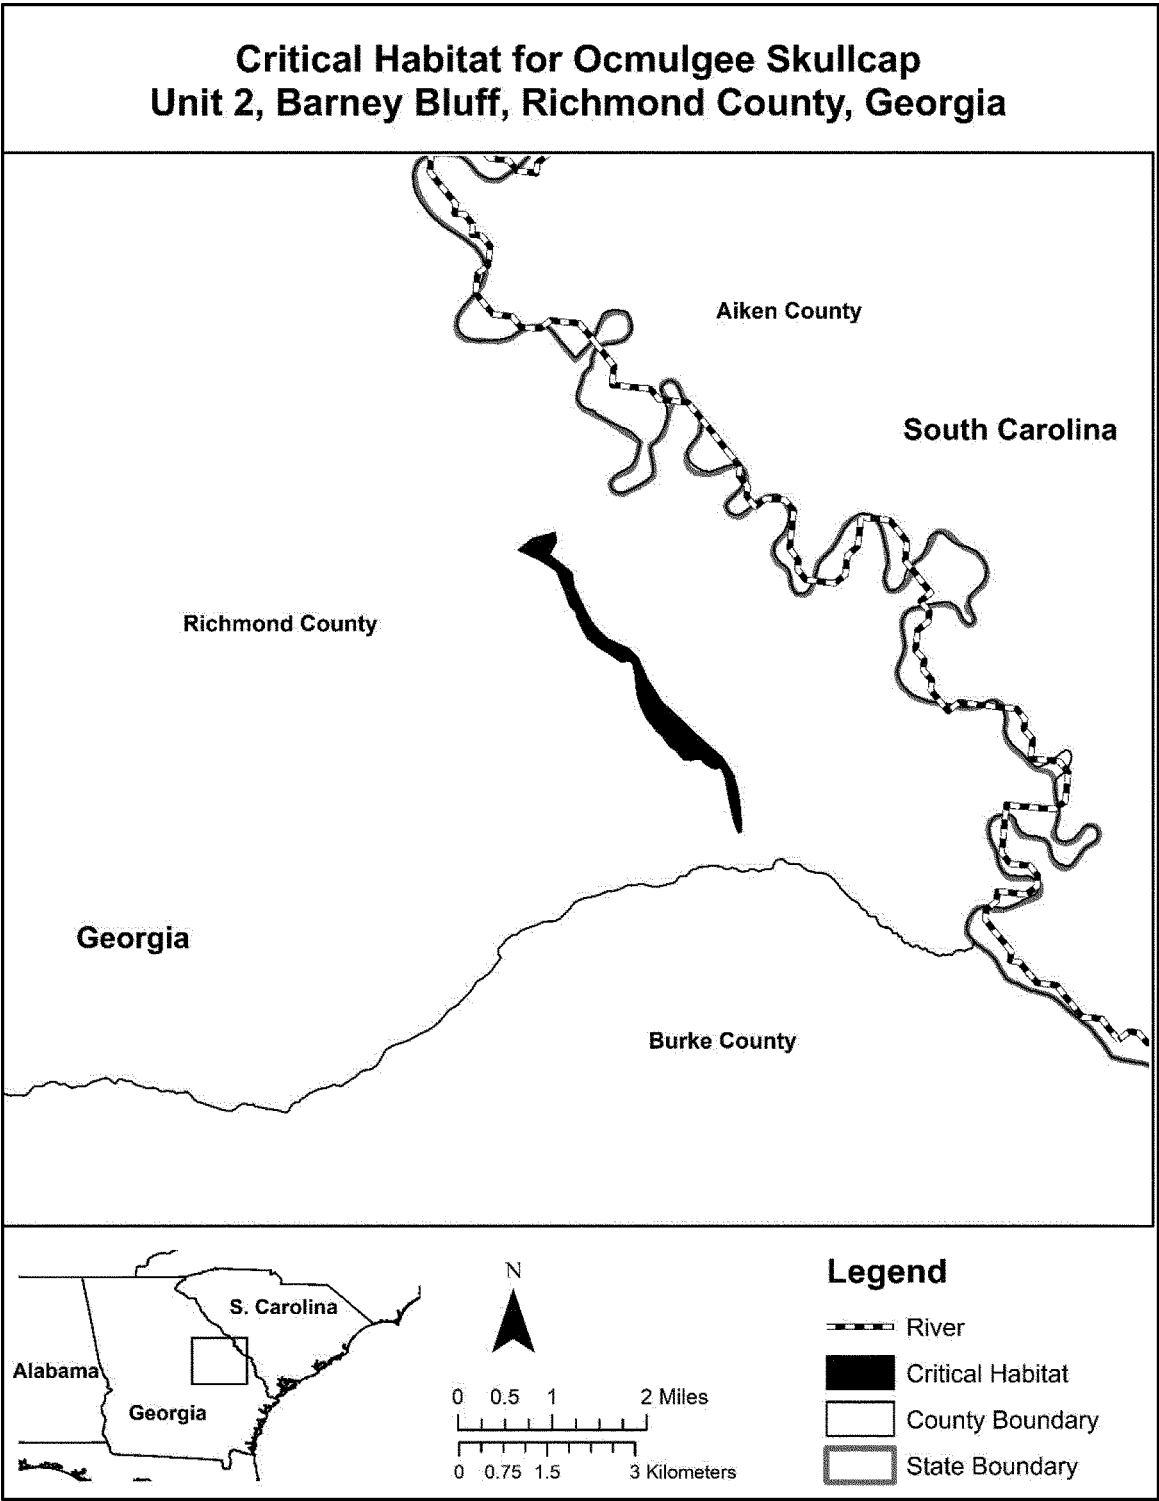 Critical Habitat for Ocmulgee Skullcap
Unit 2, Barney Bluff, Richmond County, Georgia
Aiken County
South Carolina
Richmond County
Georgia
Burke County
S. Carolina
Alabama
Georgia
N
0 0.5 1 2 Miles
0 0.75 1.5 3 Kilometers
Legend
River
Critical Habitat
County Boundary
State Boundary